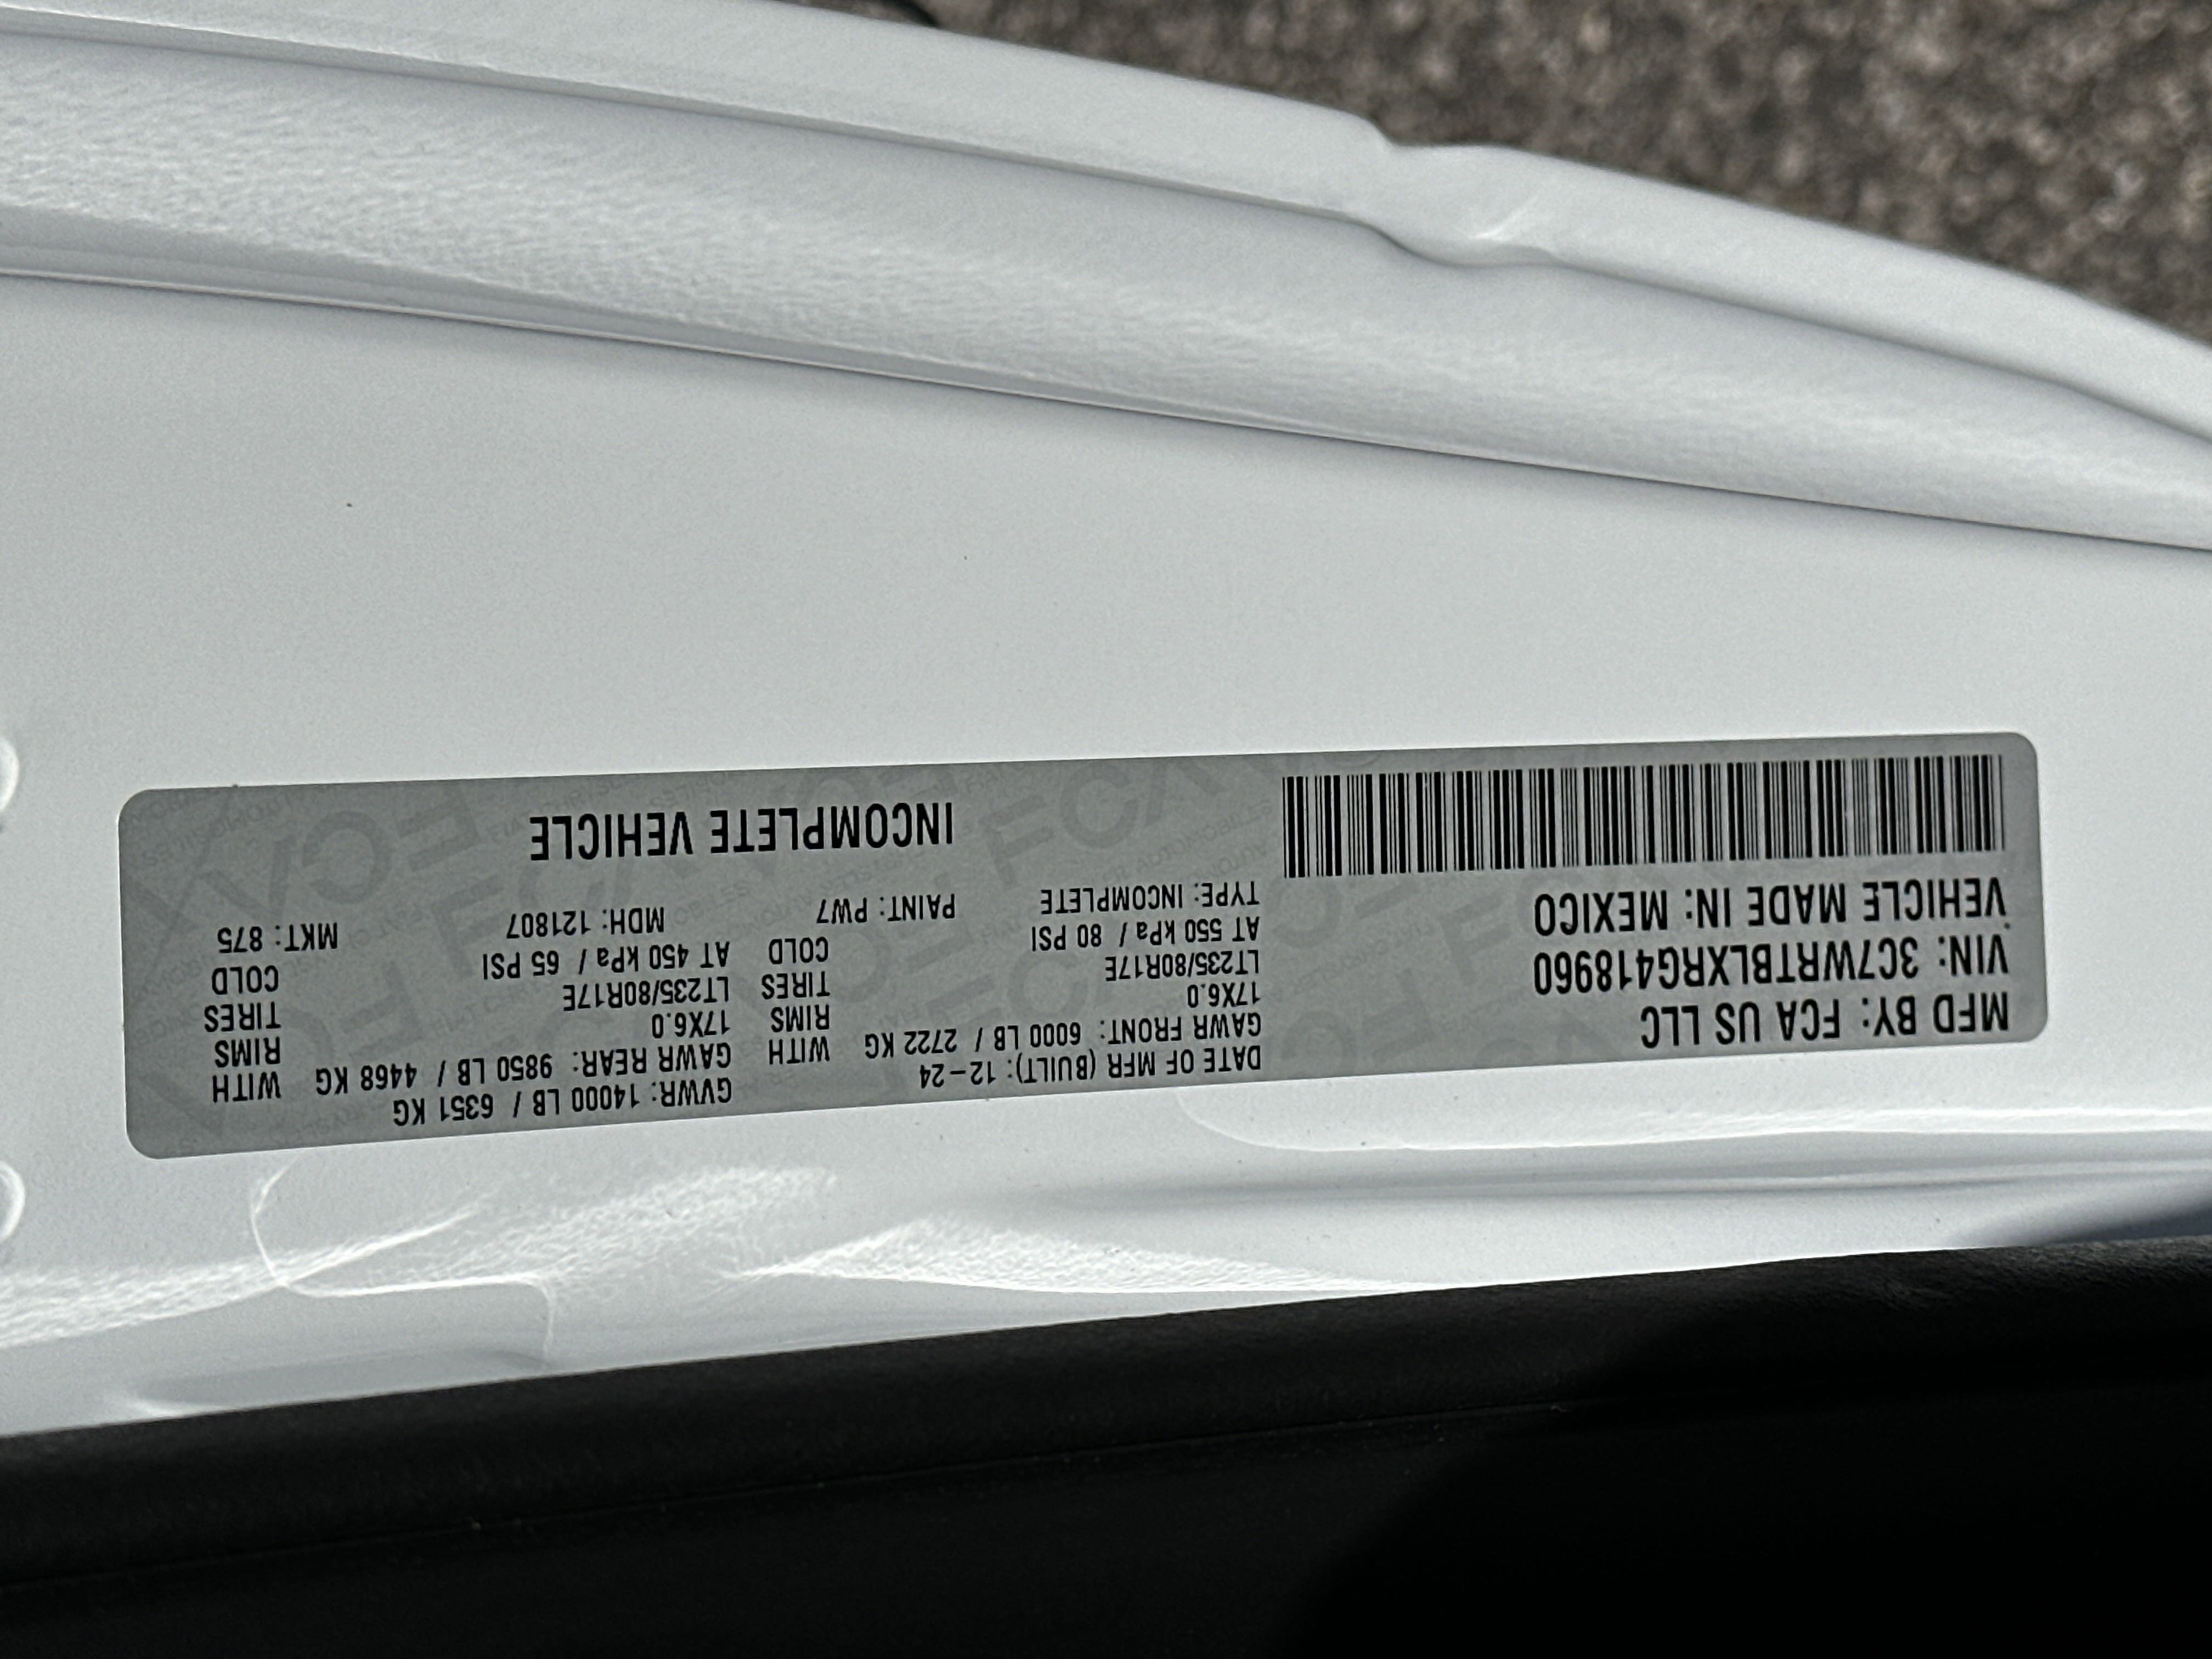 MFD BY: FCA US LLC
VIN: 3C7WRTBLXRG418960
VEHICLE MADE IN: MEXICO
DATE OF MFR (BUILT): 12-24
GAWR FRONT: 6000 LB / 2722 KG WITH
17X6.0 RIMS
LT235/80R17E TIRES
AT 550 kPa / 80 PSI COLD
TYPE: INCOMPLETE
PAINT: PW7
GVWR: 14000 LB / 6351 KG
GAWR REAR: 9850 LB / 4468 KG WITH
17X6.0 RIMS
LT235/80R17E TIRES
AT 450 kPa / 65 PSI COLD
MDH: 121807
MKT: 875
INCOMPLETE VEHICLE